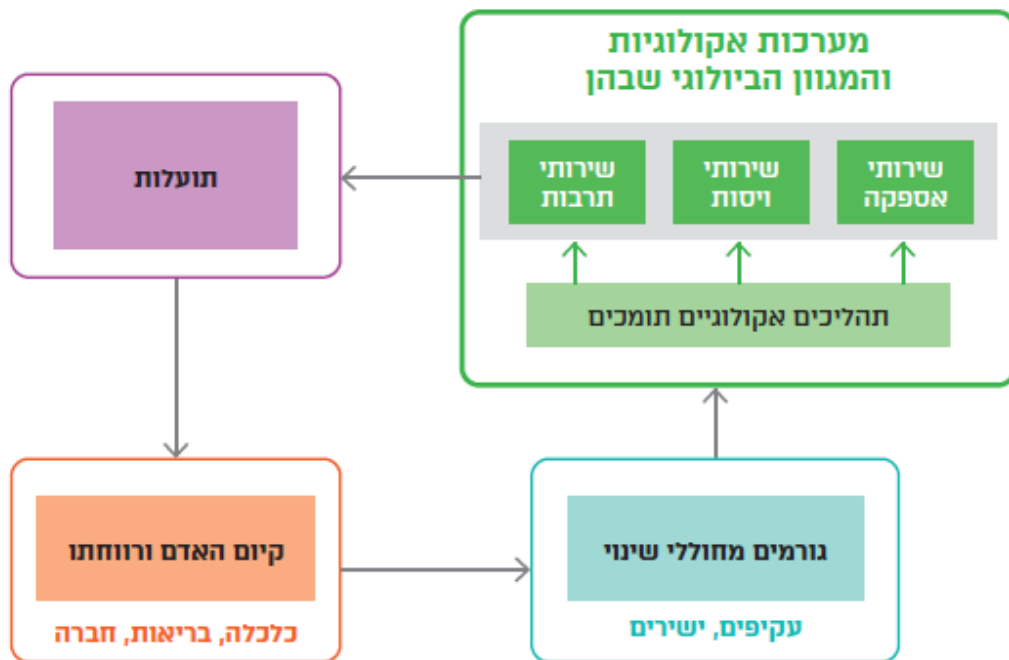 מערכות אקולוגיות
והמגוון הביולוגי שבהן
שירותי
אספקה
שירותי
ויסות
שירותי
תרבות
תהליכים אקולוגיים תומכים
תועלות
קיום האדם ורווחתו
כלכלה, בריאות, חברה
גורמים מחוללי שינוי
עקיפים, ישירים